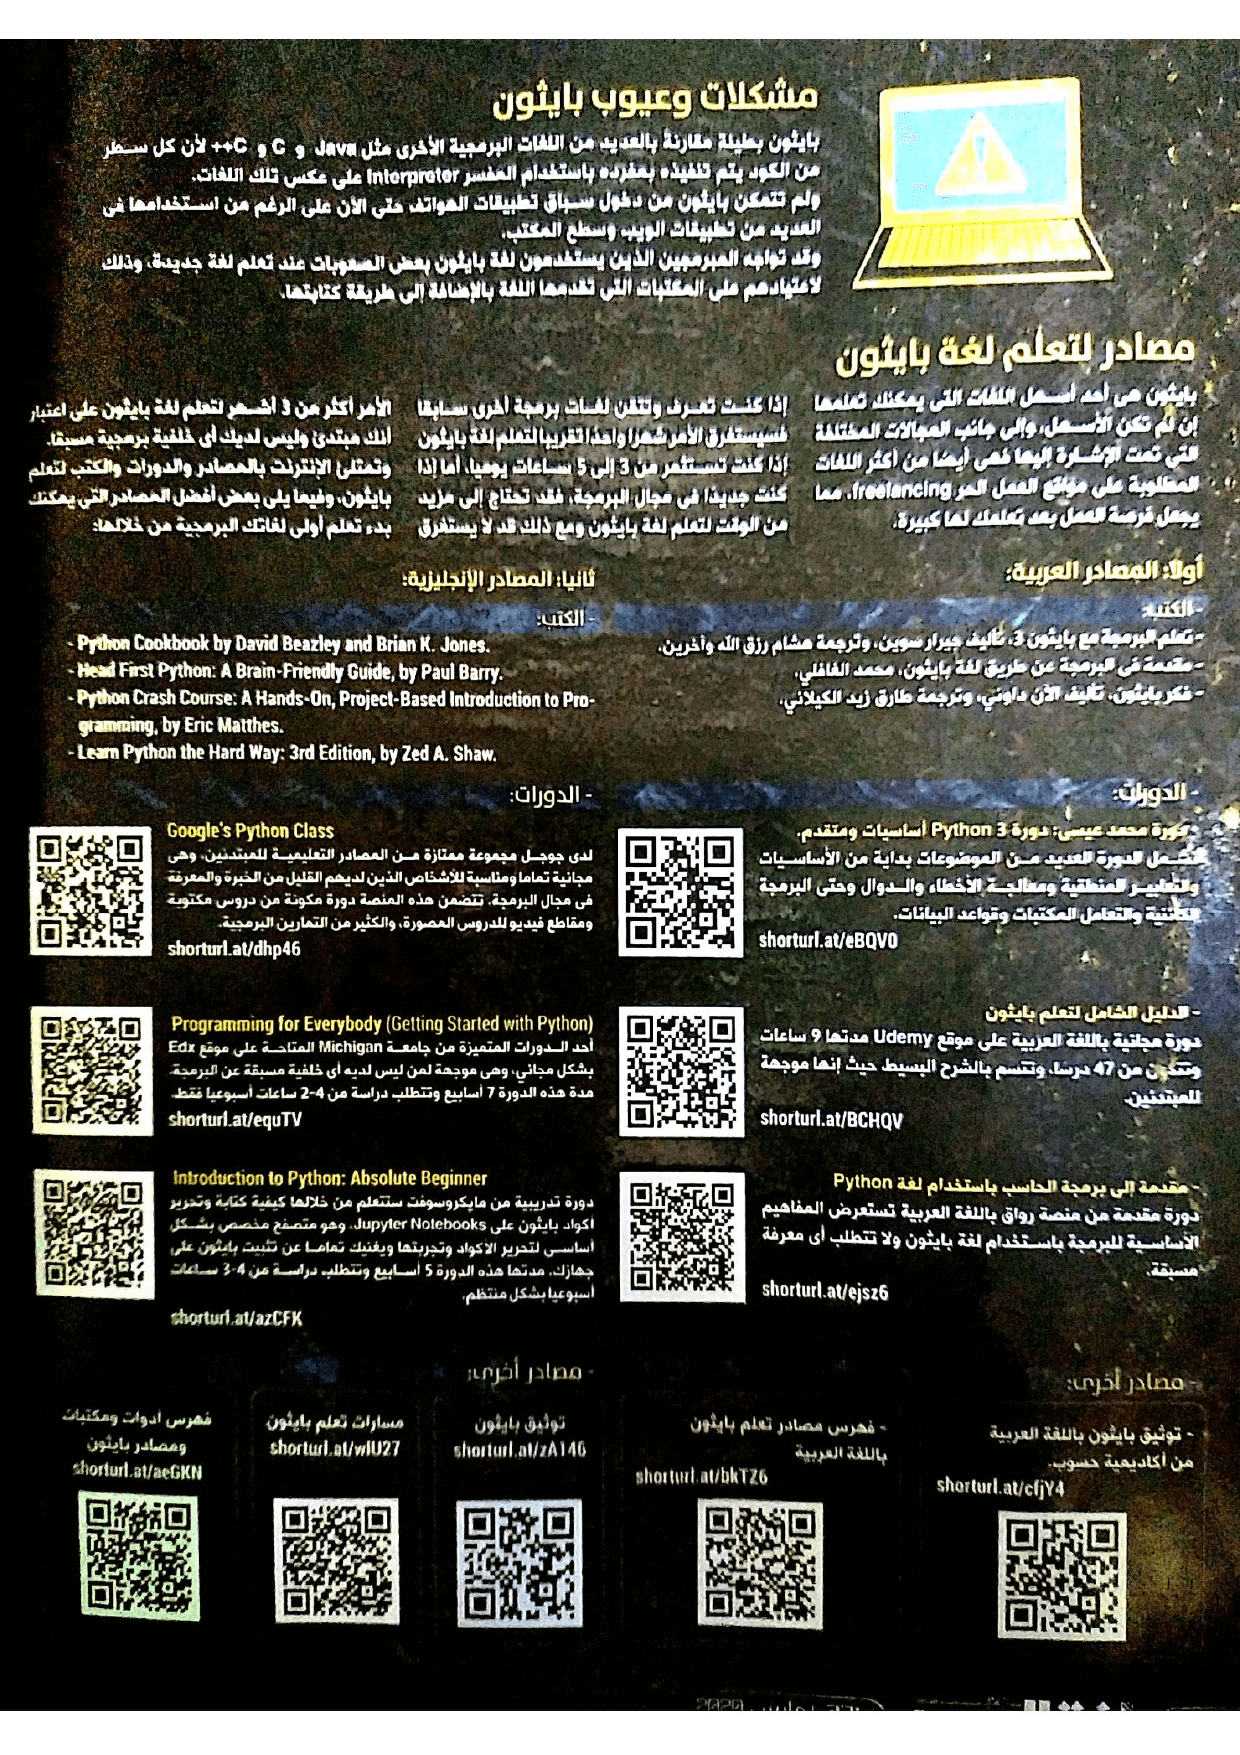 مشكلات وعيوب بايثون
بايثون بطيئة مقارنةً بالعديد من اللغات البرمجية الأخرى مثل Java و C و C++ لأن كل سطر
من الكود يتم تنفيذه بمفرده باستخدام المفسر Interpreter على عكس تلك اللغات.
ولم تتمكن بايثون من دخول سباق تطبيقات الهواتف حتى الآن على الرغم من استخدامها فى
العديد من تطبيقات الويب وسطح المكتب.
وقد تواجه المبرمجين الذين يستخدمون لغة بايثون بعض الصعوبات عند تعلم لغة جديدة، وذلك
لاعتيادهم على المكتبات التى تقدمها اللغة بالإضافة إلى طريقة كتابتها.
مصادر لتعلم لغة بايثون
بايثون هى أحد أسهل اللغات التى يمكنك تعلمها
إن لم تكن الأسهل، وإلى جانب المجالات المختلفة
التى تمت الإشارة إليها فهى أيضا من أكثر اللغات
المطلوبة على مواقع العمل الحر freelancing، مما
يجعل فرصة العمل بعد تعلمك لها كبيرة.
إذا كنت تعرف وتتقن لغات برمجة أخرى سابقا
فسيستغرق الأمر شهرا واحدا تقريبا لتعلم لغة بايثون
إذا كنت تستثمر من 3 إلى 5 ساعات يوميا، أما إذا
كنت جديدا فى مجال البرمجة، فقد تحتاج إلى مزيد
من الوقت لتعلم لغة بايثون ومع ذلك قد لا يستغرق
الأمر أكثر من 3 أشهر لتعلم لغة بايثون على اعتبار
أنك مبتدئ وليس لديك أى خلفية برمجية مسبقا.
وتمتلئ الإنترنت بالمصادر والدورات والكتب لتعلم
بايثون، وفيما يلى بعض أفضل المصادر التى يمكنك
بدء تعلم أولى لغاتك البرمجية من خلالها:
أولًا: المصادر العربية:
- الكتب:
- تعلم البرمجة مع بايثون 3، تأليف جيرار سوين، وترجمة هشام رزق الله وآخرين.
- مقدمة فى البرمجة عن طريق لغة بايثون، محمد الغافلي.
- فكر بايثون، تأليف آلان داوني، وترجمة طارق زيد الكيلاني.
- الدورات:
- دورة محمد عيسى: دورة Python 3 أساسيات ومتقدم.
تشمل الدورة العديد من الموضوعات بداية من الأساسيات
والتعابير المنطقية ومعالجة الأخطاء والدوال وحتى البرمجة
الكائنية والتعامل المكتبات وقواعد البيانات.
shorturl.at/eBQV0
- الدليل الشامل لتعلم بايثون
دورة مجانية باللغة العربية على موقع Udemy مدتها 9 ساعات
وتتكون من 47 درسا، وتتسم بالشرح البسيط حيث إنها موجهة
للمبتدئين.
shorturl.at/BCHQV
- مقدمة إلى برمجة الحاسب باستخدام لغة Python
دورة مقدمة من منصة رواق باللغة العربية تستعرض المفاهيم
الأساسية للبرمجة باستخدام لغة بايثون ولا تتطلب أى معرفة
مسبقة.
shorturl.at/ejsz6
- مصادر أخرى:
- توثيق بايثون باللغة العربية
من أكاديمية حسوب.
shorturl.at/cfjY4
- فهرس مصادر تعلم بايثون
باللغة العربية
shorturl.at/bkTZ6
ثانيا: المصادر الإنجليزية:
- الكتب:
- Python Cookbook by David Beazley and Brian K. Jones.
- Head First Python: A Brain-Friendly Guide, by Paul Barry.
- Python Crash Course: A Hands-On, Project-Based Introduction to Pro-
gramming, by Eric Matthes.
- Learn Python the Hard Way: 3rd Edition, by Zed A. Shaw.
- الدورات:
Google's Python Class
لدى جوجل مجموعة ممتازة من المصادر التعليمية للمبتدئين، وهى
مجانية تماما ومناسبة للأشخاص الذين لديهم القليل من الخبرة والمعرفة
فى مجال البرمجة. تتضمن هذه المنصة دورة مكونة من دروس مكتوبة
ومقاطع فيديو للدروس المصورة، والكثير من التمارين البرمجية.
shorturl.at/dhp46
Programming for Everybody (Getting Started with Python)
أحد الدورات المتميزة من جامعة Michigan المتاحة على موقع Edx
بشكل مجاني، وهى موجهة لمن ليس لديه أى خلفية مسبقة عن البرمجة.
مدة هذه الدورة 7 أسابيع وتتطلب دراسة من 4-2 ساعات أسبوعيا فقط.
shorturl.at/equTV
Introduction to Python: Absolute Beginner
دورة تدريبية من مايكروسوفت ستتعلم من خلالها كيفية كتابة وتحرير
أكواد بايثون على Jupyter Notebooks، وهو متصفح مخصص بشكل
أساسى لتحرير الأكواد وتجربتها ويغنيك تماما عن تثبيت بايثون على
جهازك. مدتها هذه الدورة 5 أسابيع وتتطلب دراسة من 4-3 ساعات
أسبوعيا بشكل منتظم.
shorturl.at/azCFK
- مصادر أخرى:
توثيق بايثون
shorturl.at/zA146
مسارات تعلم بايثون
shorturl.at/wIU27
فهرس أدوات ومكتبات
ومصادر بايثون
shorturl.at/aeGKN
2020